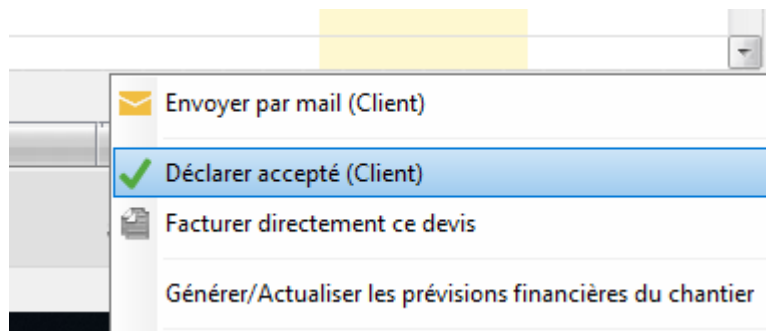 Envoyer par mail (Client)
Déclarer accepté (Client)
Facturer directement ce devis
Générer/Actualiser les prévisions financières du chantier